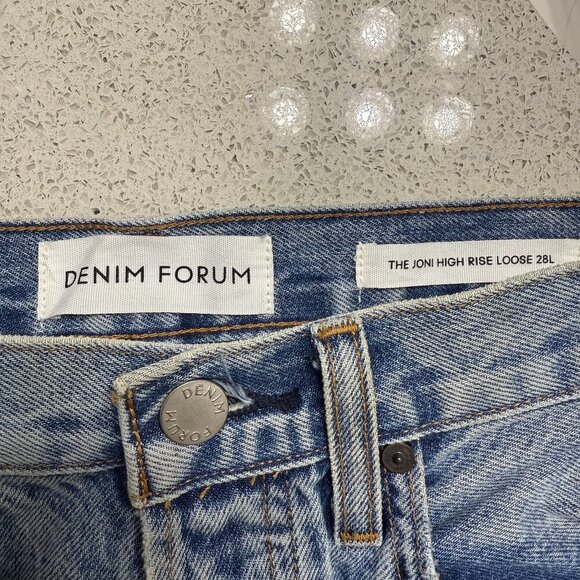 DENIM FORUM
THE JONI HIGH RISE LOOSE 28L
DENIM
FORUM